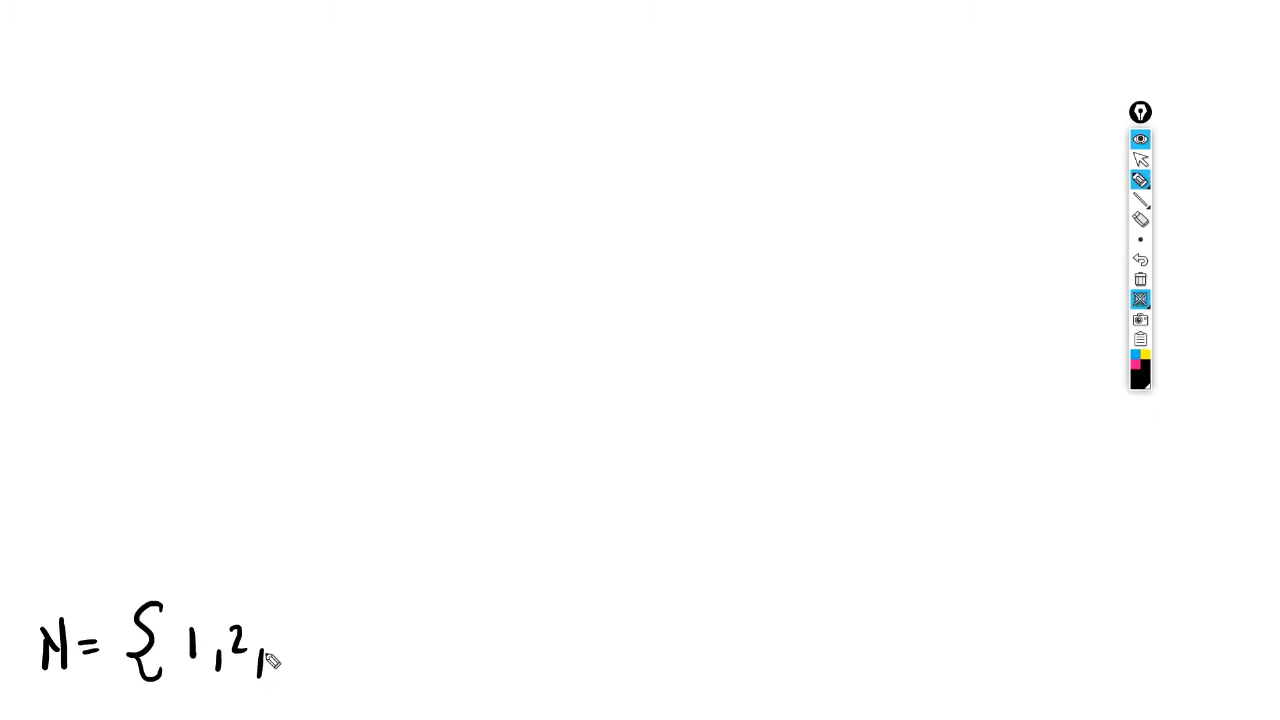 N = { 1, 2,